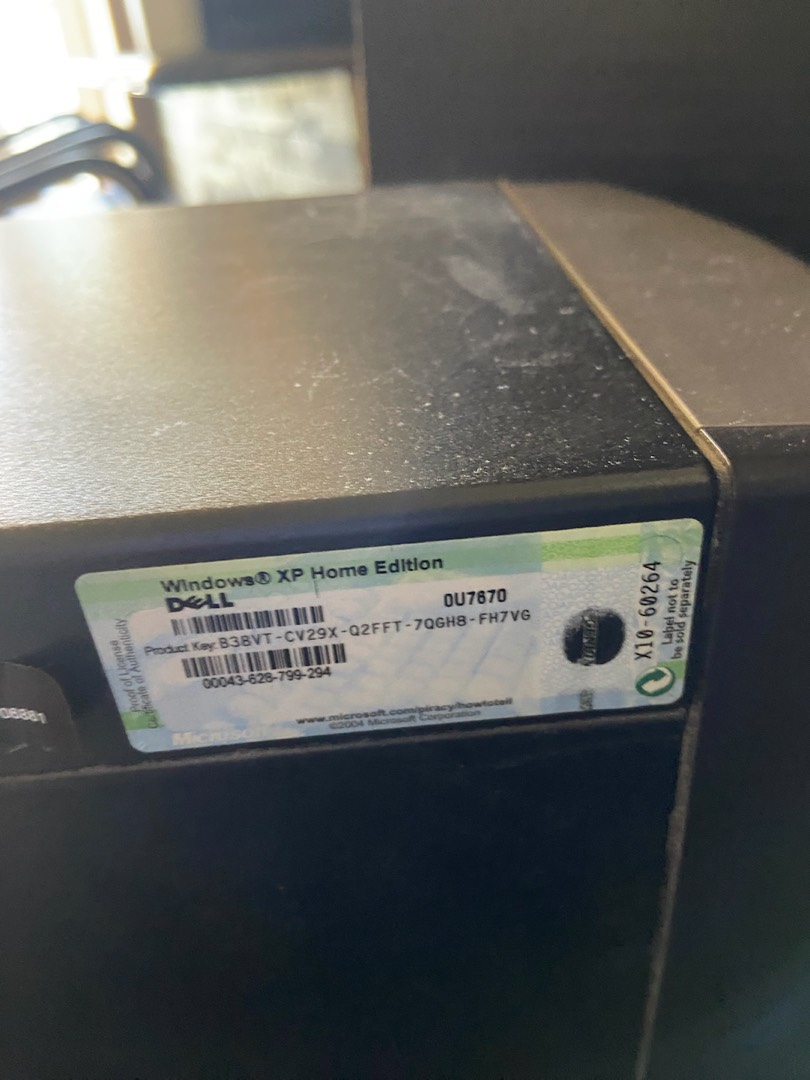 Windows® XP Home Edition
DELL
0U7670
Product Key: B38VT-CV29X-Q2FFT-7QGH8-FH7VG
00043-628-799-294
www.microsoft.com/piracy/howtotell
©2004 Microsoft Corporation
Microsoft
Proof of License
Certificate of Authenticity
X10-60264
Label not to
be sold separately